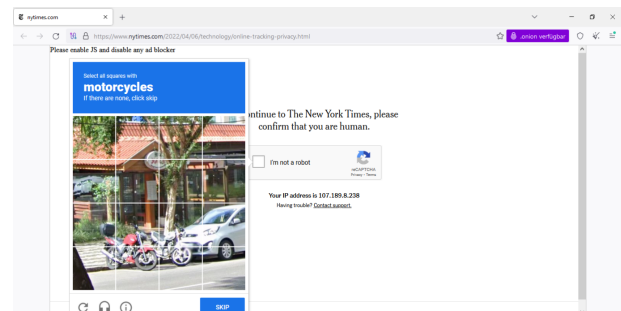 nytimes.com
https://www.nytimes.com/2022/04/06/technology/online-tracking-privacy.html
.onion verfügbar
Please enable JS and disable any ad blocker
Select all squares with
motorcycles
If there are none, click skip
ontinue to The New York Times, please
confirm that you are human.
I'm not a robot
reCAPTCHA
Privacy - Terms
Your IP address is 107.189.8.238
Having trouble? Contact support.
SKIP